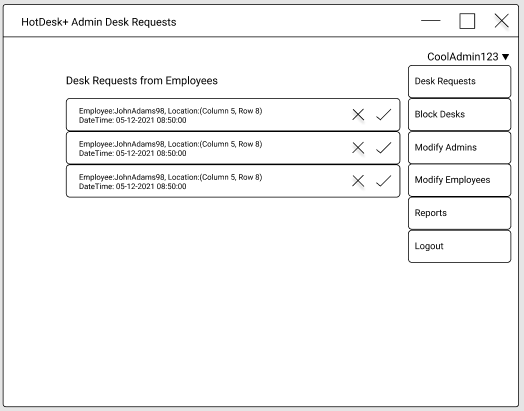 HotDesk+ Admin Desk Requests
CoolAdmin123 ▼
Desk Requests from Employees
Employee:JohnAdams98, Location:(Column 5, Row 8)
DateTime: 05-12-2021 08:50:00
Employee:JohnAdams98, Location:(Column 5, Row 8)
DateTime: 05-12-2021 08:50:00
Employee:JohnAdams98, Location:(Column 5, Row 8)
DateTime: 05-12-2021 08:50:00
Desk Requests
Block Desks
Modify Admins
Modify Employees
Reports
Logout